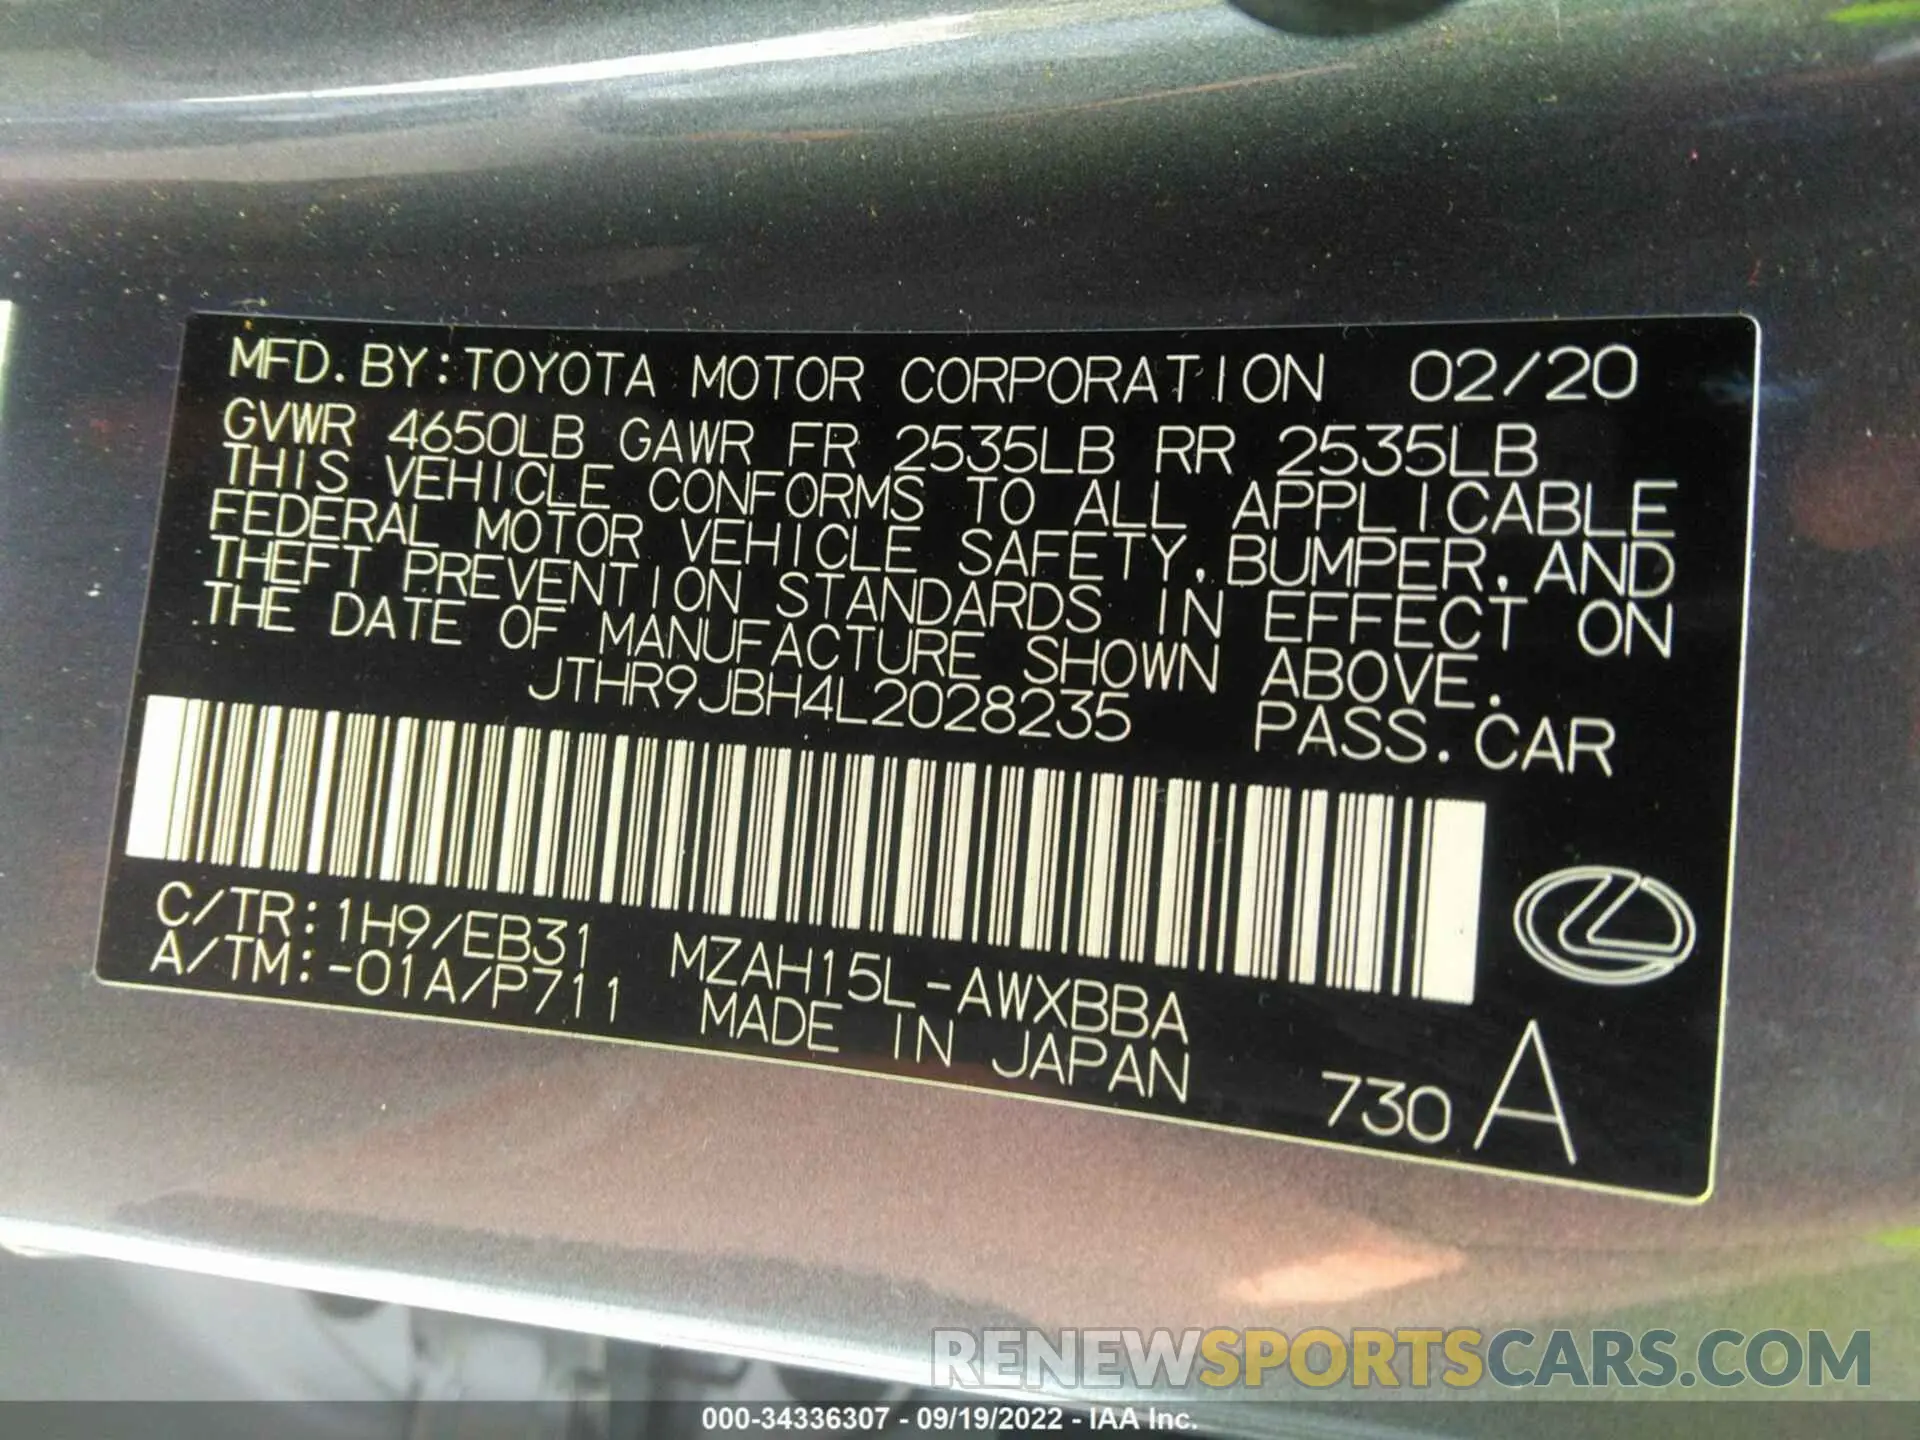 MFD. BY: TOYOTA MOTOR CORPORATION 02/20
GVWR 4650LB GAWR FR 2535LB RR 2535LB
THIS VEHICLE CONFORMS TO ALL APPLICABLE
FEDERAL MOTOR VEHICLE SAFETY, BUMPER, AND
THEFT PREVENTION STANDARDS IN EFFECT ON
THE DATE OF MANUFACTURE SHOWN ABOVE.
JTHR9JBH4L2028235 PASS. CAR
C/TR: 1H9/EB31 MZAH15L-AWXBBA
A/TM: -01A/P711 MADE IN JAPAN
730 A
RENEWSPORTSCARS.COM
000-34336307 - 09/19/2022 - IAA Inc.